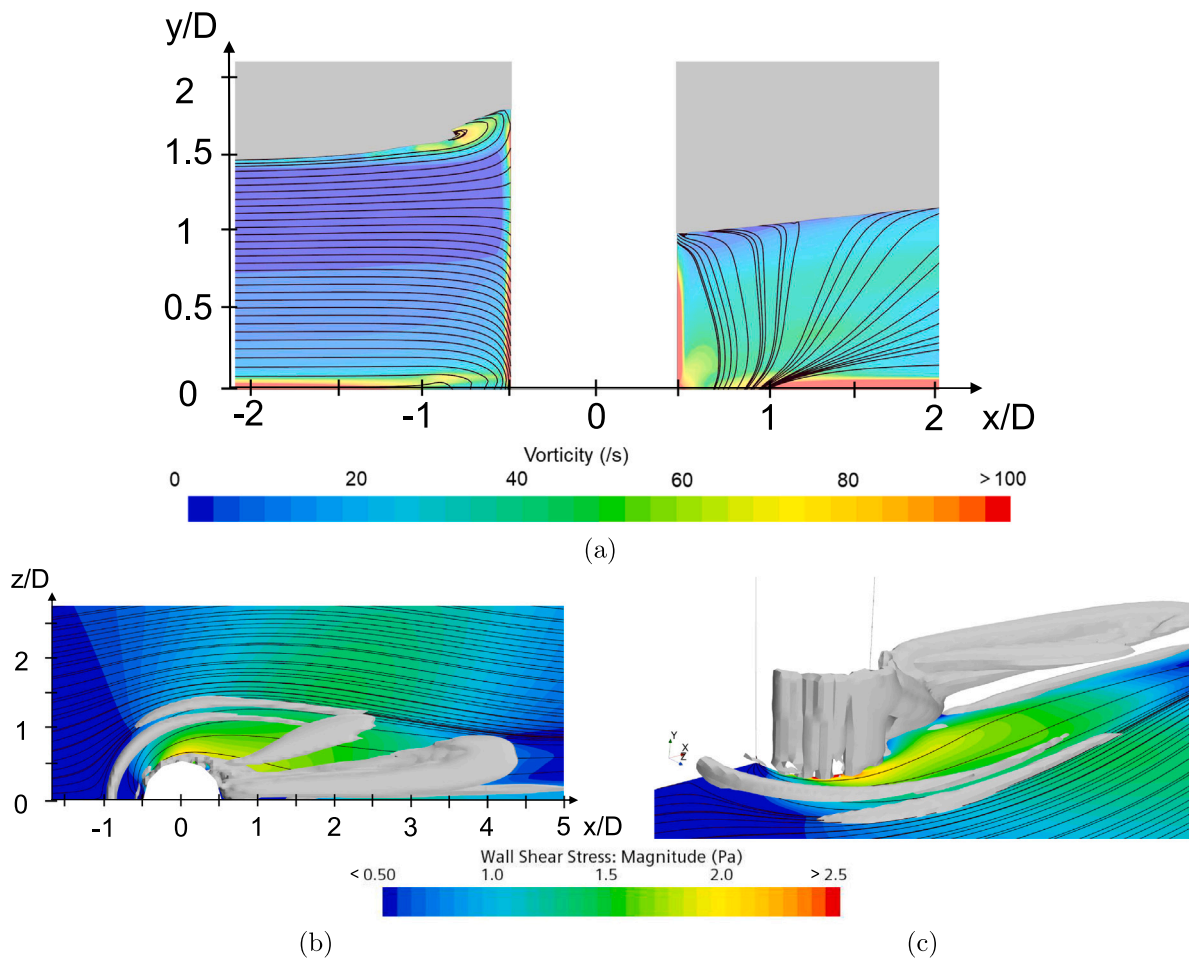 y/D
2
1.5
1
0.5
0
-2 -1 0 1 2 x/D
Vorticity (/s)
0 20 40 60 80 > 100
(a)
z/D
2
1
0
-1 0 1 2 3 4 5 x/D
Y
X
Z
Wall Shear Stress: Magnitude (Pa)
< 0.50 1.0 1.5 2.0 > 2.5
(b) (c)